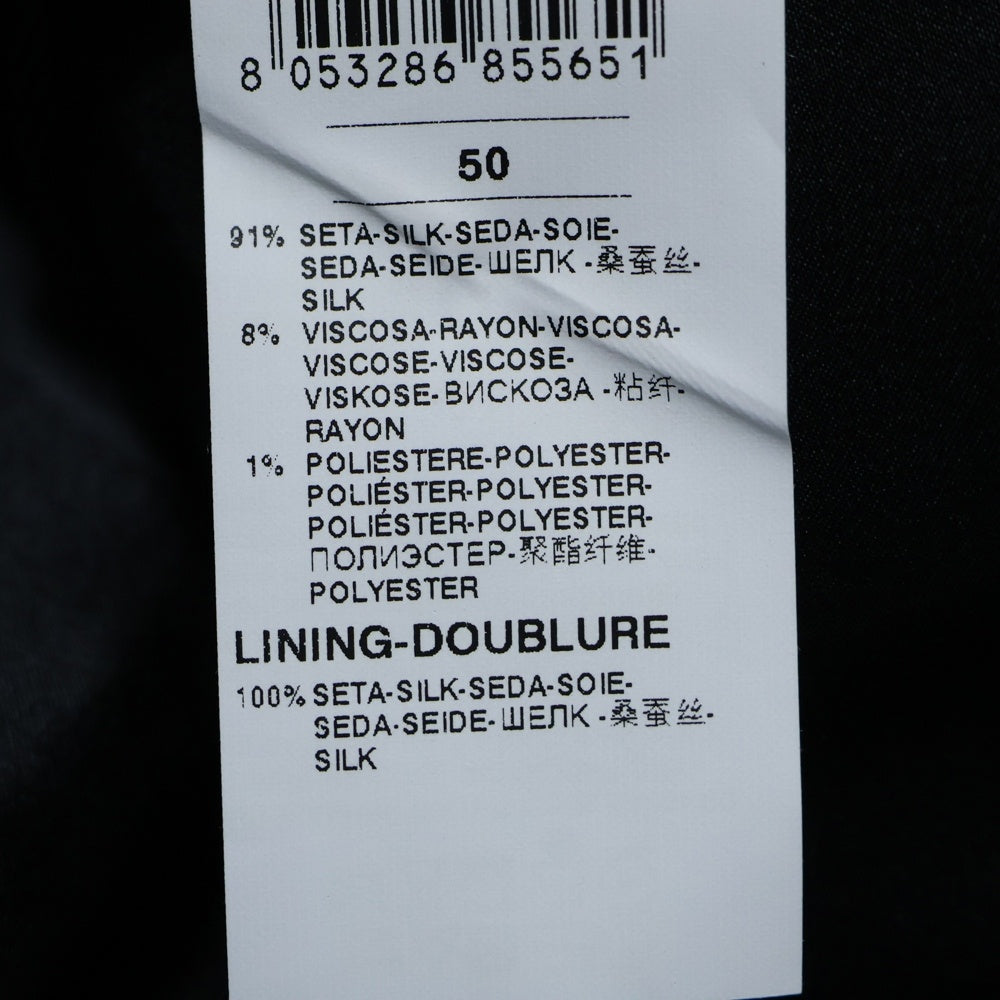 8 053286 855651
50
91% SETA-SILK-SEDA-SOIE-
SEDA-SEIDE-ШЕЛК -桑蚕丝-
SILK
8% VISCOSA-RAYON-VISCOSA-
VISCOSE-VISCOSE-
VISKOSE-ВИСКОЗА -粘纤-
RAYON
1% POLIESTERE-POLYESTER-
POLIÉSTER-POLYESTER-
POLIÉSTER-POLYESTER-
ПОЛИЭСТЕР-聚酯纤维-
POLYESTER
LINING-DOUBLURE
100% SETA-SILK-SEDA-SOIE-
SEDA-SEIDE-ШЕЛК -桑蚕丝-
SILK